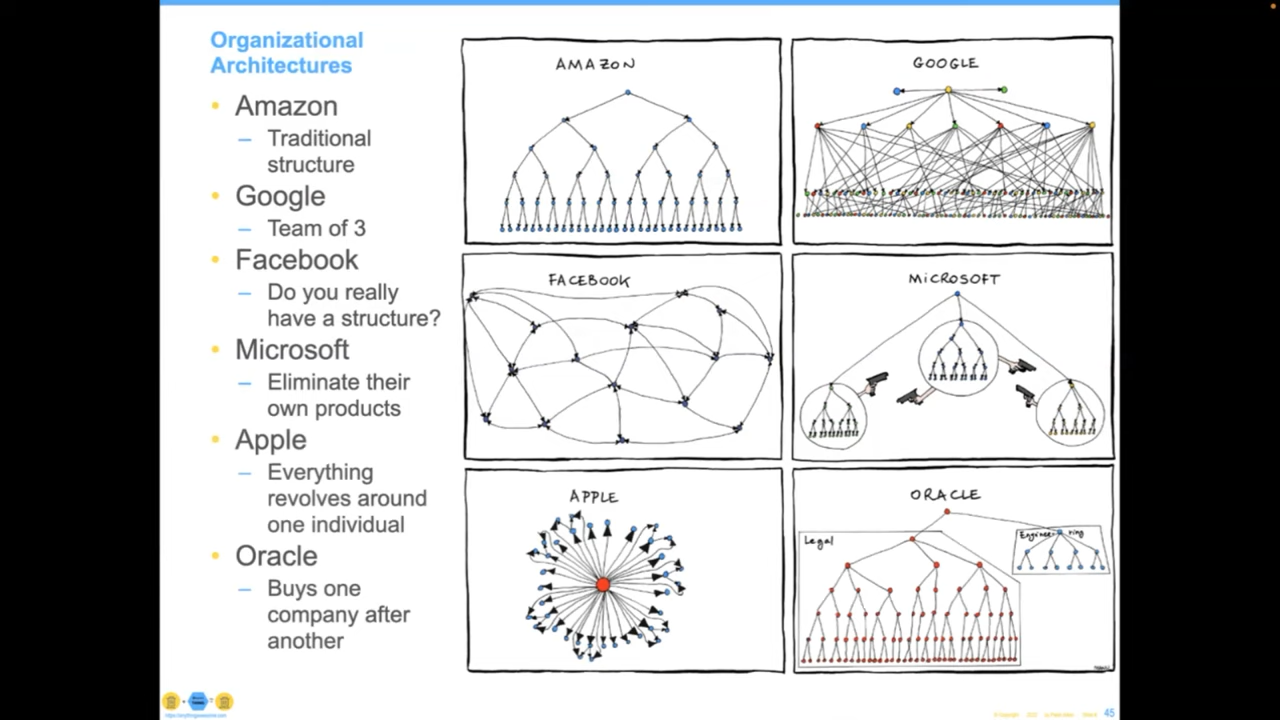 Organizational
Architectures
• Amazon
– Traditional
structure
• Google
– Team of 3
• Facebook
– Do you really
have a structure?
• Microsoft
– Eliminate their
own products
• Apple
– Everything
revolves around
one individual
• Oracle
– Buys one
company after
another
AMAZON
GOOGLE
FACEBOOK
MICROSOFT
APPLE
ORACLE
Legal
Engineering
45